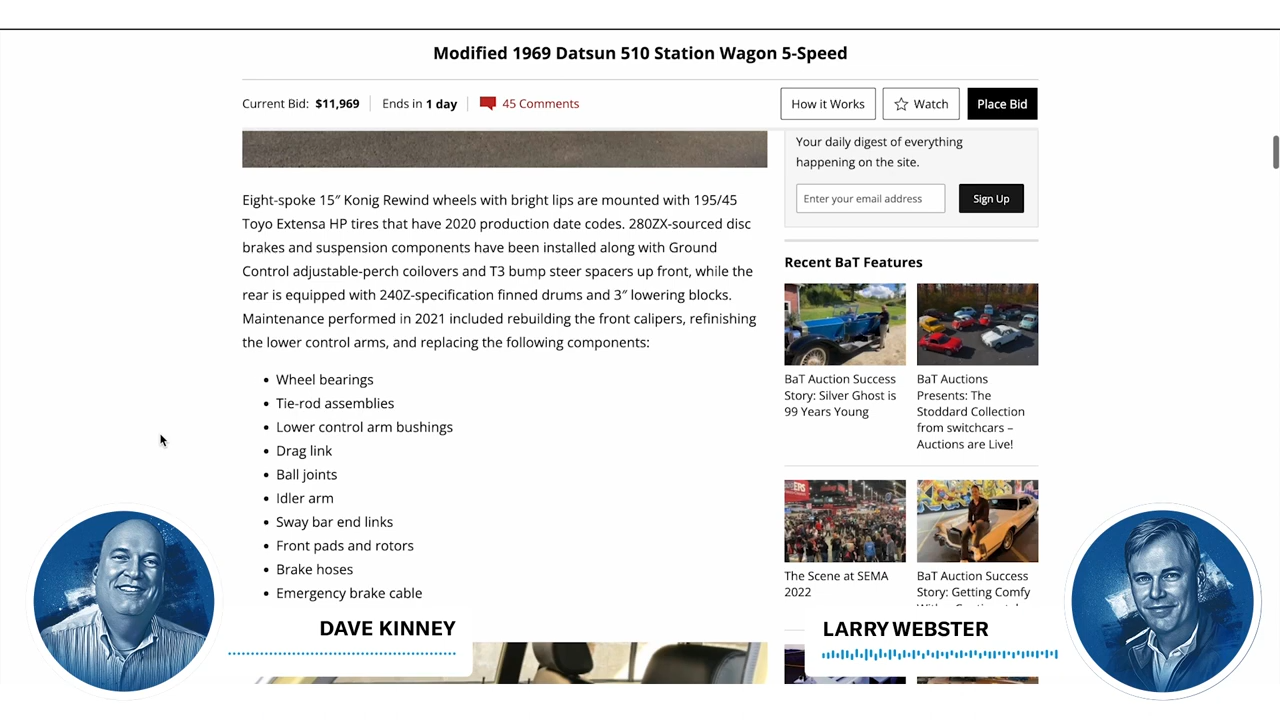 Modified 1969 Datsun 510 Station Wagon 5-Speed
Current Bid: $11,969
Ends in 1 day
45 Comments
How it Works
Watch
Place Bid
Eight-spoke 15″ Konig Rewind wheels with bright lips are mounted with 195/45
Toyo Extensa HP tires that have 2020 production date codes. 280ZX-sourced disc
brakes and suspension components have been installed along with Ground
Control adjustable-perch coilovers and T3 bump steer spacers up front, while the
rear is equipped with 240Z-specification finned drums and 3″ lowering blocks.
Maintenance performed in 2021 included rebuilding the front calipers, refinishing
the lower control arms, and replacing the following components:
• Wheel bearings
• Tie-rod assemblies
• Lower control arm bushings
• Drag link
• Ball joints
• Idler arm
• Sway bar end links
• Front pads and rotors
• Brake hoses
• Emergency brake cable
Your daily digest of everything
happening on the site.
Enter your email address
Sign Up
Recent BaT Features
BaT Auction Success
Story: Silver Ghost is
99 Years Young
BaT Auctions
Presents: The
Stoddard Collection
from switchcars –
Auctions are Live!
The Scene at SEMA
2022
BaT Auction Success
Story: Getting Comfy
DAVE KINNEY
LARRY WEBSTER